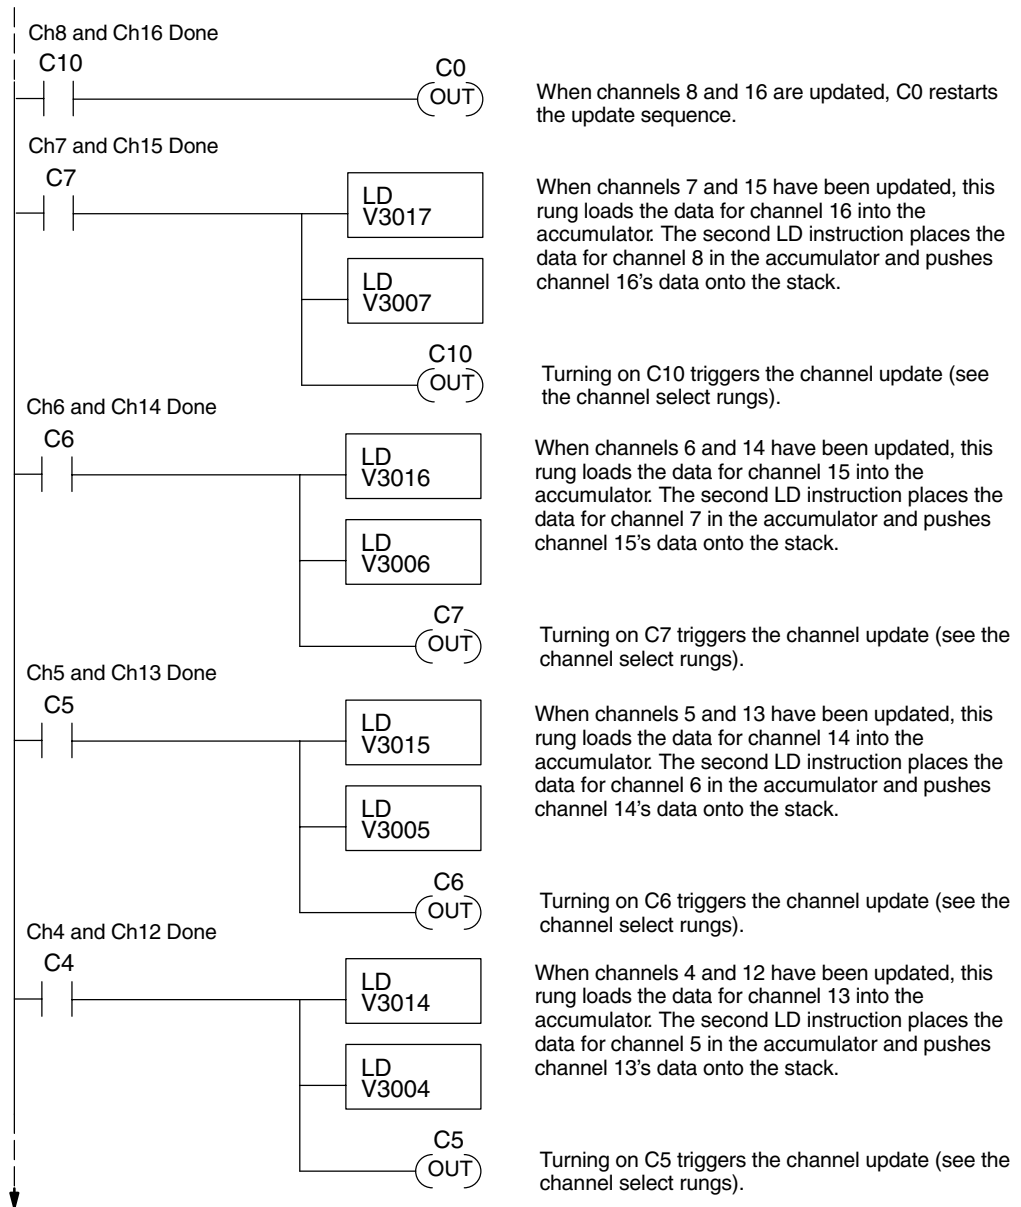 Ch8 and Ch16 Done
C10
C0
OUT
When channels 8 and 16 are updated, C0 restarts
the update sequence.
Ch7 and Ch15 Done
C7
LD
V3017
When channels 7 and 15 have been updated, this
rung loads the data for channel 16 into the
accumulator. The second LD instruction places the
data for channel 8 in the accumulator and pushes
channel 16's data onto the stack.
LD
V3007
C10
OUT
Turning on C10 triggers the channel update (see
the channel select rungs).
Ch6 and Ch14 Done
C6
LD
V3016
When channels 6 and 14 have been updated, this
rung loads the data for channel 15 into the
accumulator. The second LD instruction places the
data for channel 7 in the accumulator and pushes
channel 15's data onto the stack.
LD
V3006
C7
OUT
Turning on C7 triggers the channel update (see the
channel select rungs).
Ch5 and Ch13 Done
C5
LD
V3015
When channels 5 and 13 have been updated, this
rung loads the data for channel 14 into the
accumulator. The second LD instruction places the
data for channel 6 in the accumulator and pushes
channel 14's data onto the stack.
LD
V3005
C6
OUT
Turning on C6 triggers the channel update (see the
channel select rungs).
Ch4 and Ch12 Done
C4
LD
V3014
When channels 4 and 12 have been updated, this
rung loads the data for channel 13 into the
accumulator. The second LD instruction places the
data for channel 5 in the accumulator and pushes
channel 13's data onto the stack.
LD
V3004
C5
OUT
Turning on C5 triggers the channel update (see the
channel select rungs).